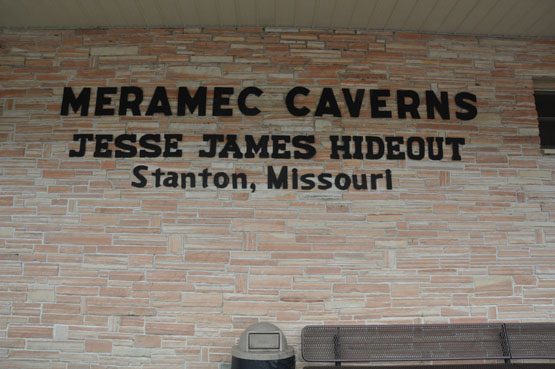 MERAMEC CAVERNS
JESSE JAMES HIDEOUT
Stanton, Missouri